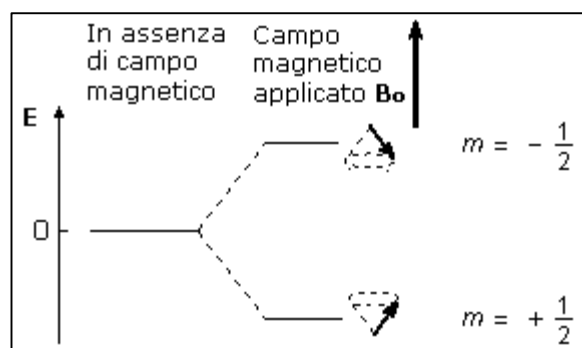 In assenza
di campo
magnetico
Campo
magnetico
applicato Bo
E
0
m = - 1/2
m = + 1/2